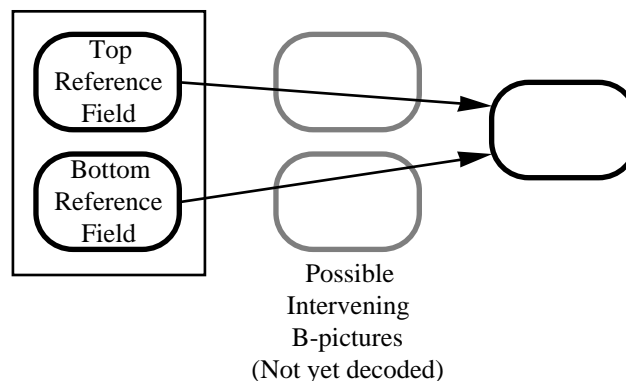 Top
Reference
Field
Bottom
Reference
Field
Possible
Intervening
B-pictures
(Not yet decoded)